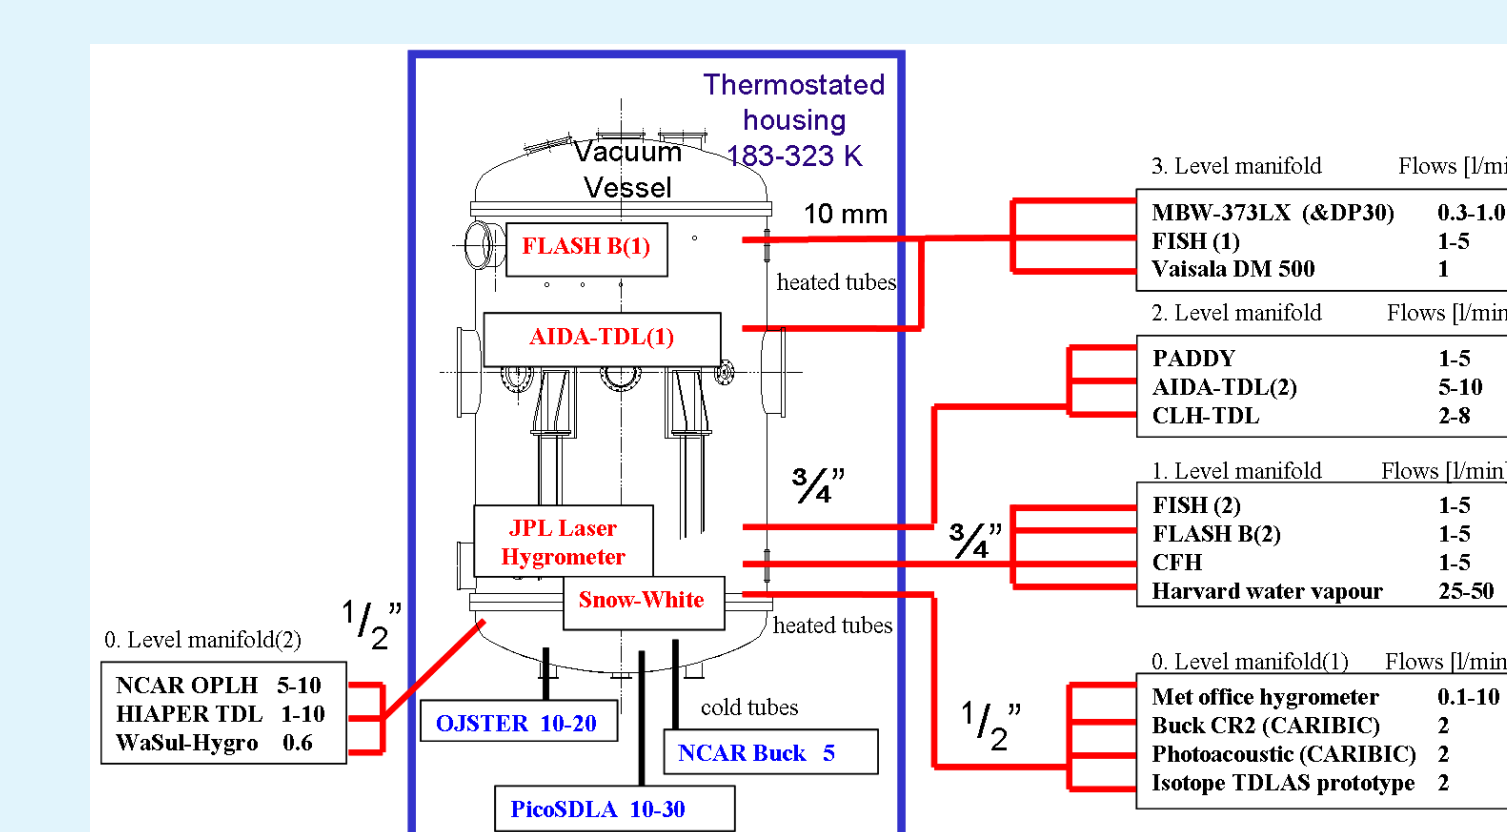 Thermostated
housing
183-323 K
Vacuum
Vessel
10 mm
FLASH B(1)
heated tubes
AIDA-TDL(1)
¾”
JPL Laser
Hygrometer
¾”
Snow-White
heated tubes
1/2”
0. Level manifold(2)
NCAR OPLH 5-10
HIAPER TDL 1-10
WaSul-Hygro 0.6
OJSTER 10-20
cold tubes
NCAR Buck 5
PicoSDLA 10-30
1/2”
3. Level manifold Flows [l/mi
MBW-373LX (&DP30) 0.3-1.0
FISH (1) 1-5
Vaisala DM 500 1
2. Level manifold Flows [l/min
PADDY 1-5
AIDA-TDL(2) 5-10
CLH-TDL 2-8
1. Level manifold Flows [l/min]
FISH (2) 1-5
FLASH B(2) 1-5
CFH 1-5
Harvard water vapour 25-50
0. Level manifold(1) Flows [l/min
Met office hygrometer 0.1-10
Buck CR2 (CARIBIC) 2
Photoacoustic (CARIBIC) 2
Isotope TDLAS prototype 2